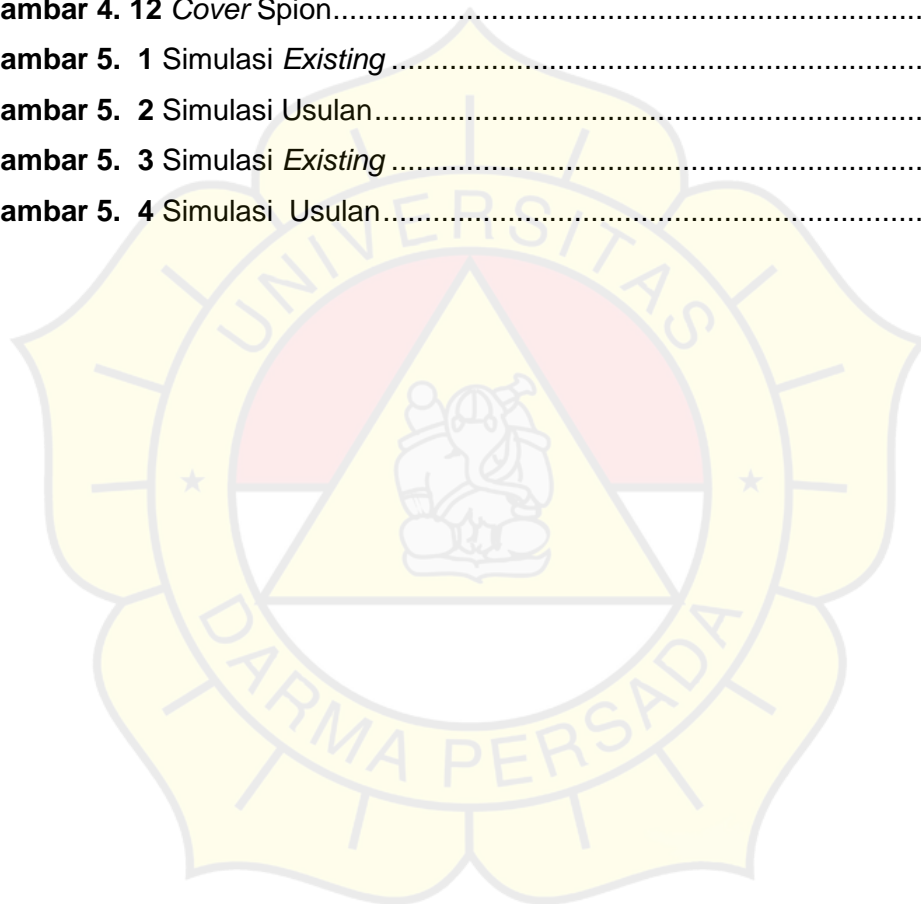 ambar 4. 12 Cover Spion....................................................................
ambar 5.  1 Simulasi Existing.............................................................
ambar 5.  2 Simulasi Usulan...............................................................
ambar 5.  3 Simulasi Existing.............................................................
ambar 5.  4 Simulasi  Usulan..............................................................
UNIVERSITAS
DARMA PERSADA